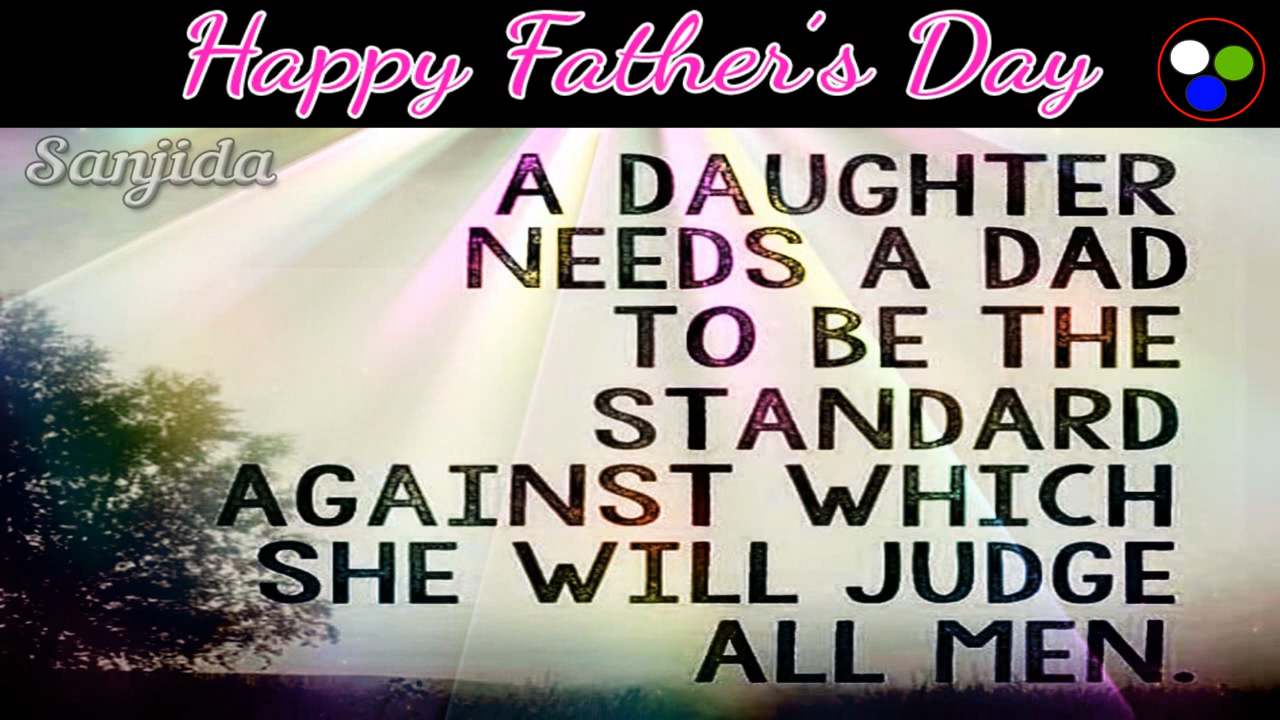 Happy Father's Day
Sanjida
A DAUGHTER
NEEDS A DAD
TO BE THE
STANDARD
AGAINST WHICH
SHE WILL JUDGE
ALL MEN.